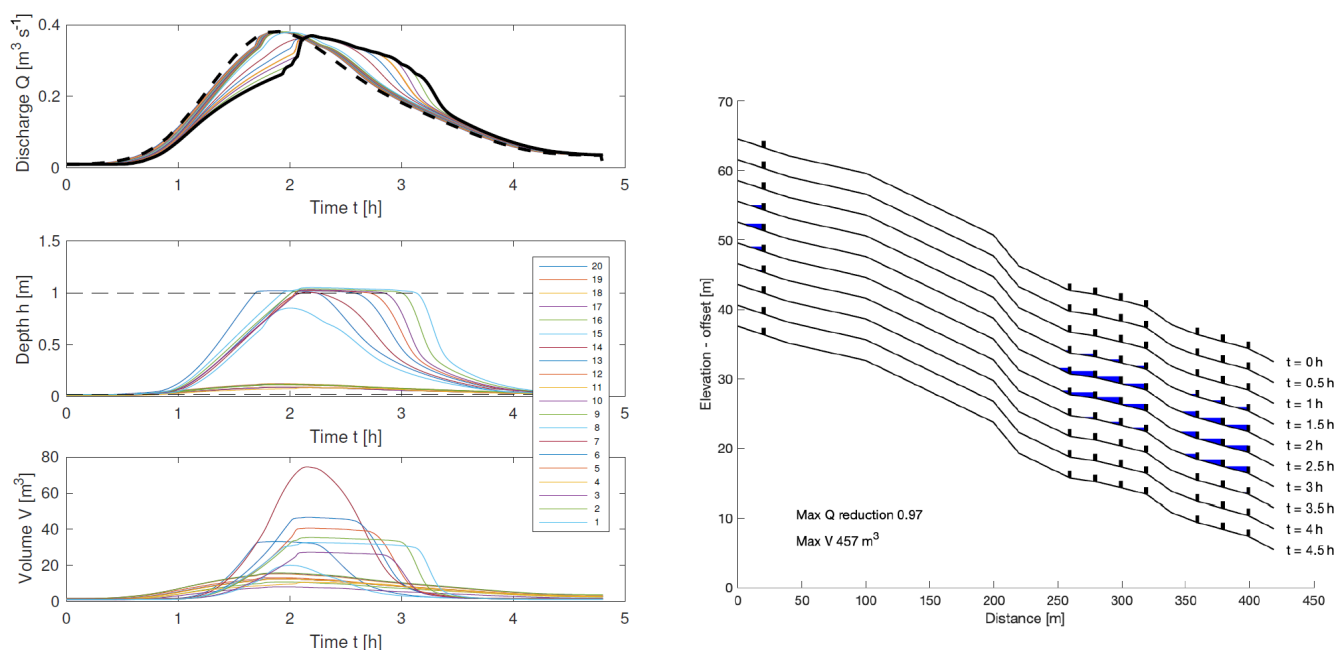 Discharge Q [m³ s⁻¹]
0.4
0.2
0
0 1 2 3 4 5
Time t [h]
Depth h [m]
1.5
1
0.5
0
0 1 2 3 4 5
Time t [h]
Volume V [m³]
80
60
40
20
0
0 1 2 3 4 5
Time t [h]
20
19
18
17
16
15
14
13
12
11
10
9
8
7
6
5
4
3
2
1
Elevation - offset [m]
70
60
50
40
30
20
10
0
t = 0 h
t = 0.5 h
t = 1 h
t = 1.5 h
t = 2 h
t = 2.5 h
t = 3 h
t = 3.5 h
t = 4 h
t = 4.5 h
Max Q reduction 0.97
Max V 457 m³
0 50 100 150 200 250 300 350 400 450
Distance [m]